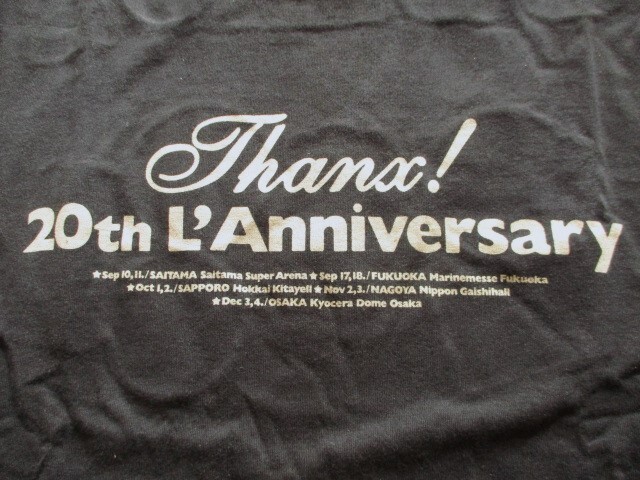 Thanx!
20th L'Anniversary
★Sep 10,11./SAITAMA Saitama Super Arena ★Sep 17,18./FUKUOKA Marinemesse Fukuoka
★Oct 1,2./SAPPORO Hokkai Kitayell ★Nov 2,3./NAGOYA Nippon Gaishihall
★Dec 3,4./OSAKA Kyocera Dome Osaka